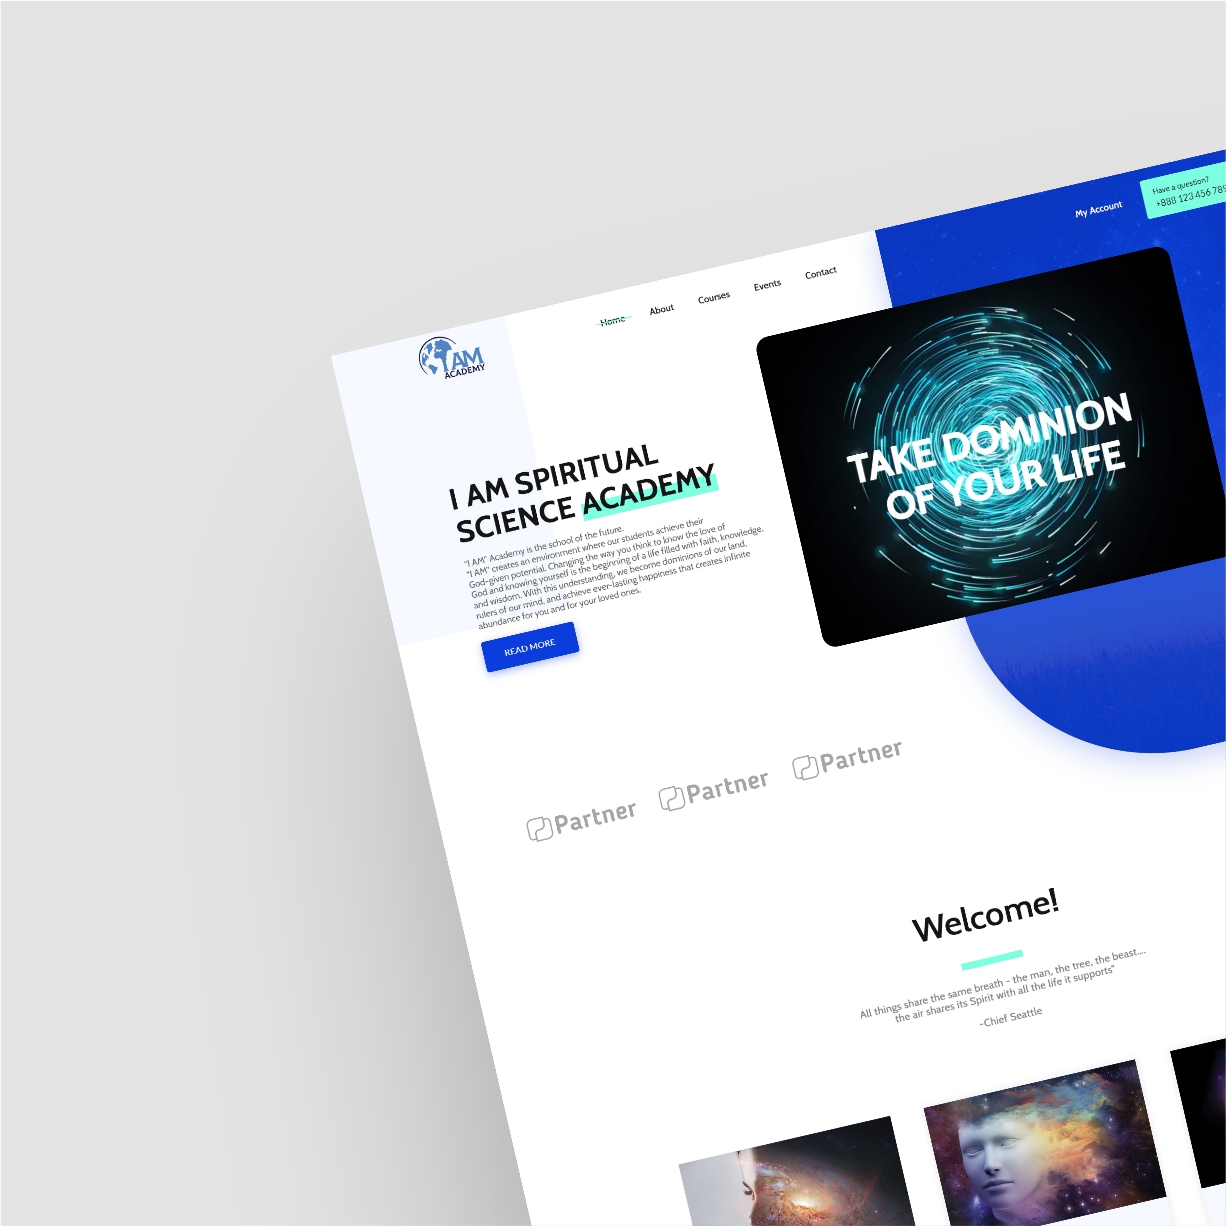 I AM
ACADEMY
Home
About
Courses
Events
Contact
My Account
Have a question?
+888 123 456 789
I AM SPIRITUAL
SCIENCE ACADEMY
"I AM" Academy is the school of the future.
"I AM" creates an environment where our students achieve their
God-given potential. Changing the way you think to know the love of
God and knowing yourself is the beginning of a life filled with faith, knowledge,
and wisdom. With this understanding, we become dominions of our land,
rulers of our mind, and achieve ever-lasting happiness that creates infinite
abundance for you and for your loved ones.
READ MORE
TAKE DOMINION
OF YOUR LIFE
Partner
Partner
Partner
Welcome!
All things share the same breath - the man, the tree, the beast....
the air shares its Spirit with all the life it supports"
-Chief Seattle